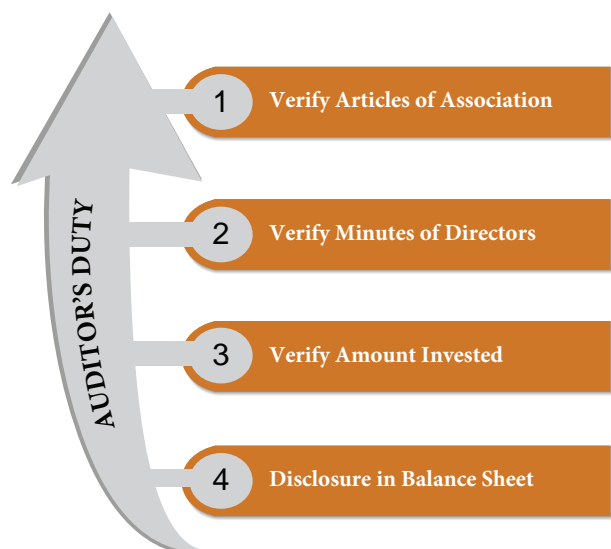 AUDITOR'S DUTY
1 Verify Articles of Association
2 Verify Minutes of Directors
3 Verify Amount Invested
4 Disclosure in Balance Sheet